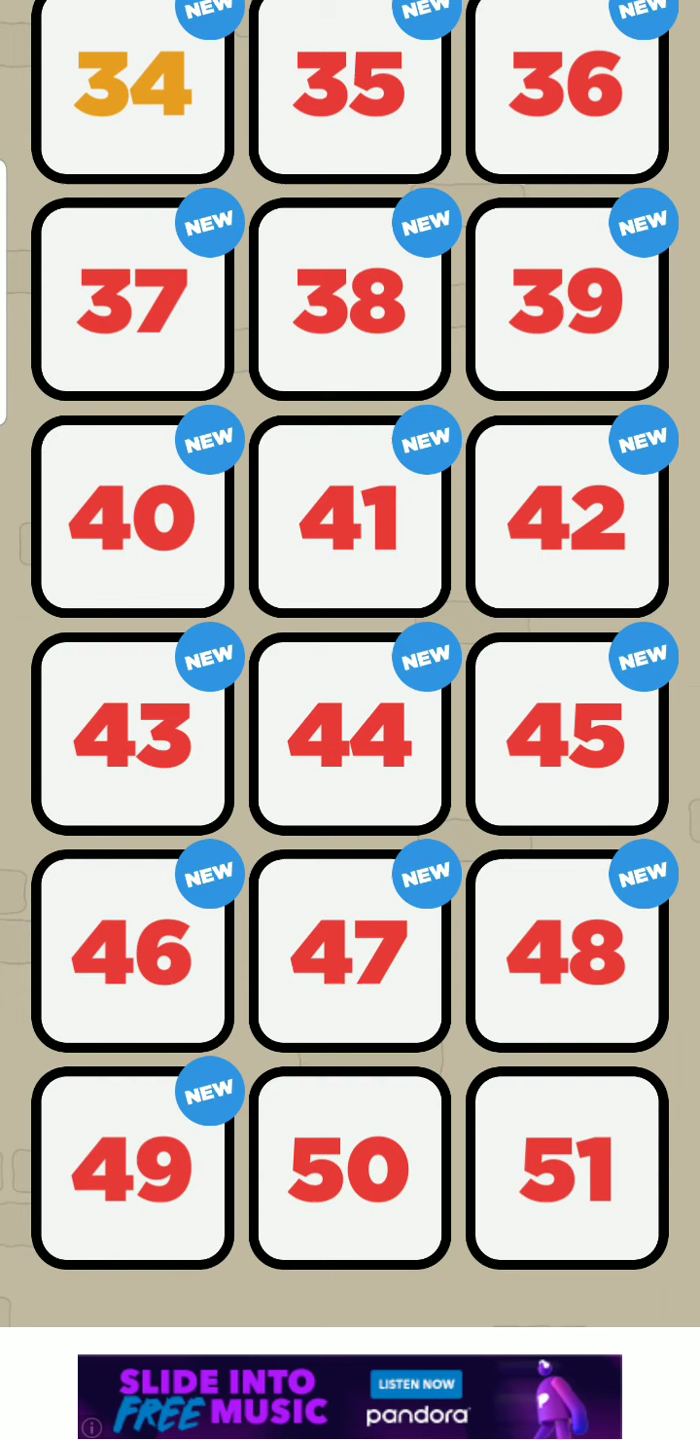 NEW NEW NEW
34 35 36
NEW NEW NEW
37 38 39
NEW NEW NEW
40 41 42
NEW NEW NEW
43 44 45
NEW NEW NEW
46 47 48
NEW
49 50 51
SLIDE INTO
FREE MUSIC
LISTEN NOW
pandora